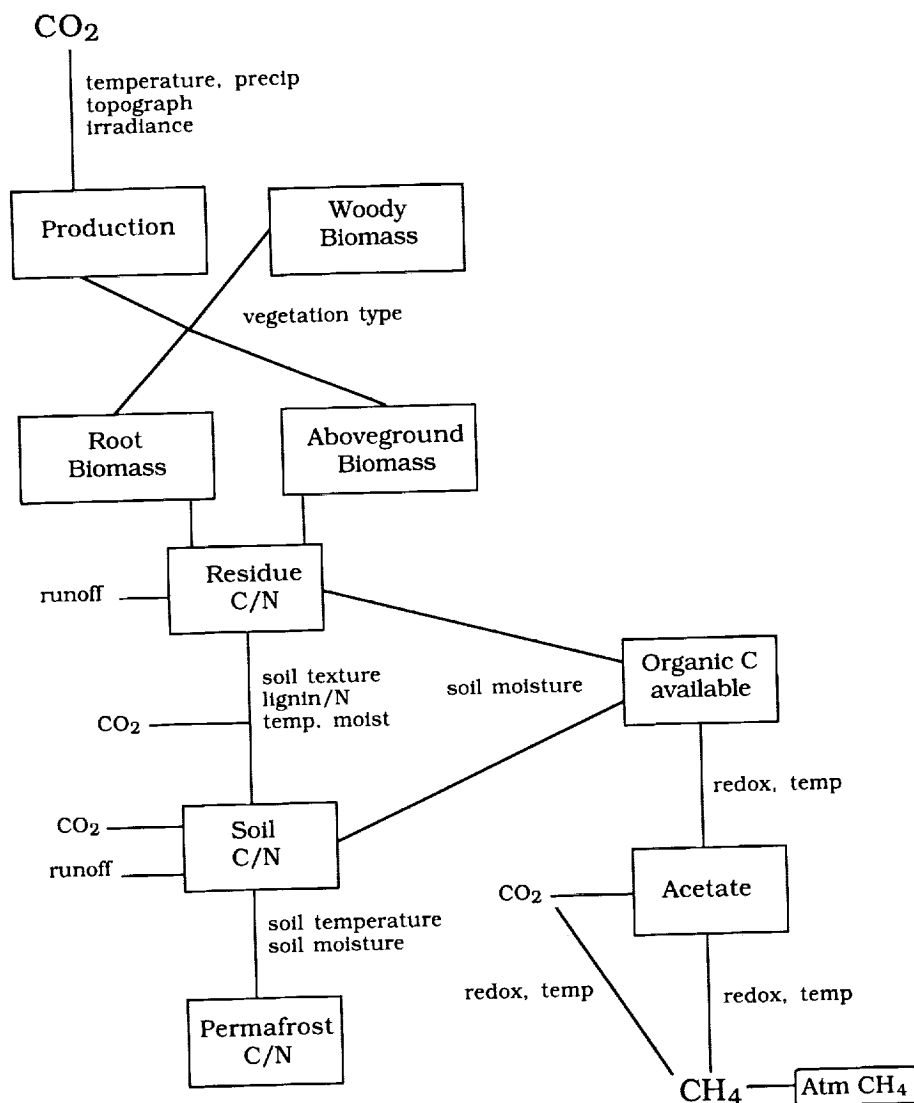 CO₂
temperature, precip
topograph
irradiance
Production
Woody
Biomass
vegetation type
Root
Biomass
Aboveground
Biomass
Residue
C/N
runoff
soil texture
lignin/N
temp. moist
CO₂
soil moisture
Organic C
available
redox, temp
CO₂
runoff
Soil
C/N
CO₂
Acetate
soil temperature
soil moisture
redox, temp
redox, temp
Permafrost
C/N
CH₄
Atm CH₄